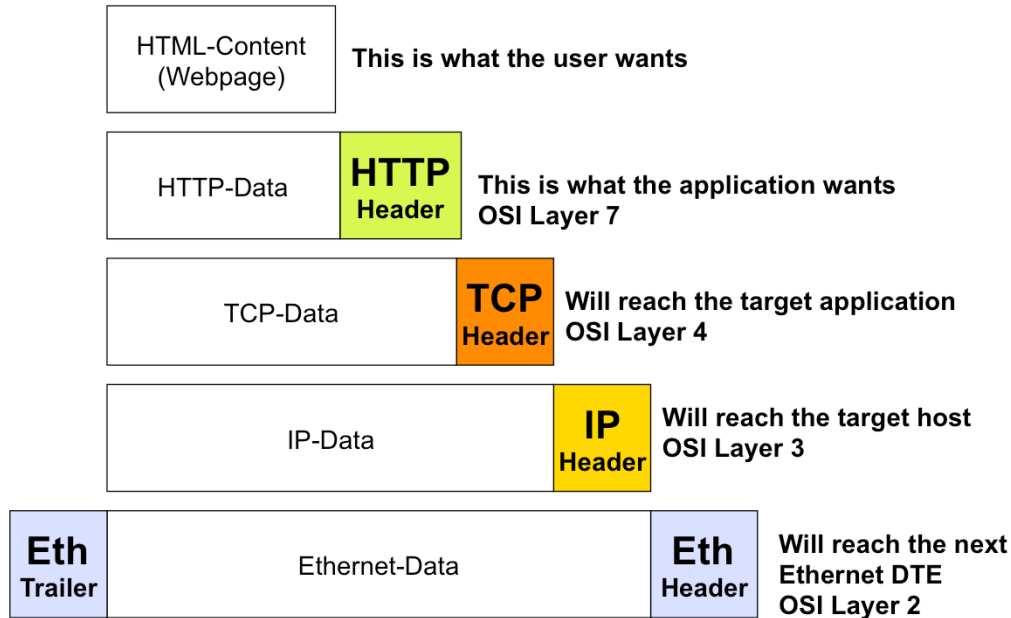 HTML-Content
(Webpage)
This is what the user wants
HTTP-Data
HTTP
Header
This is what the application wants
OSI Layer 7
TCP-Data
TCP
Header
Will reach the target application
OSI Layer 4
IP-Data
IP
Header
Will reach the target host
OSI Layer 3
Eth
Trailer
Ethernet-Data
Eth
Header
Will reach the next
Ethernet DTE
OSI Layer 2